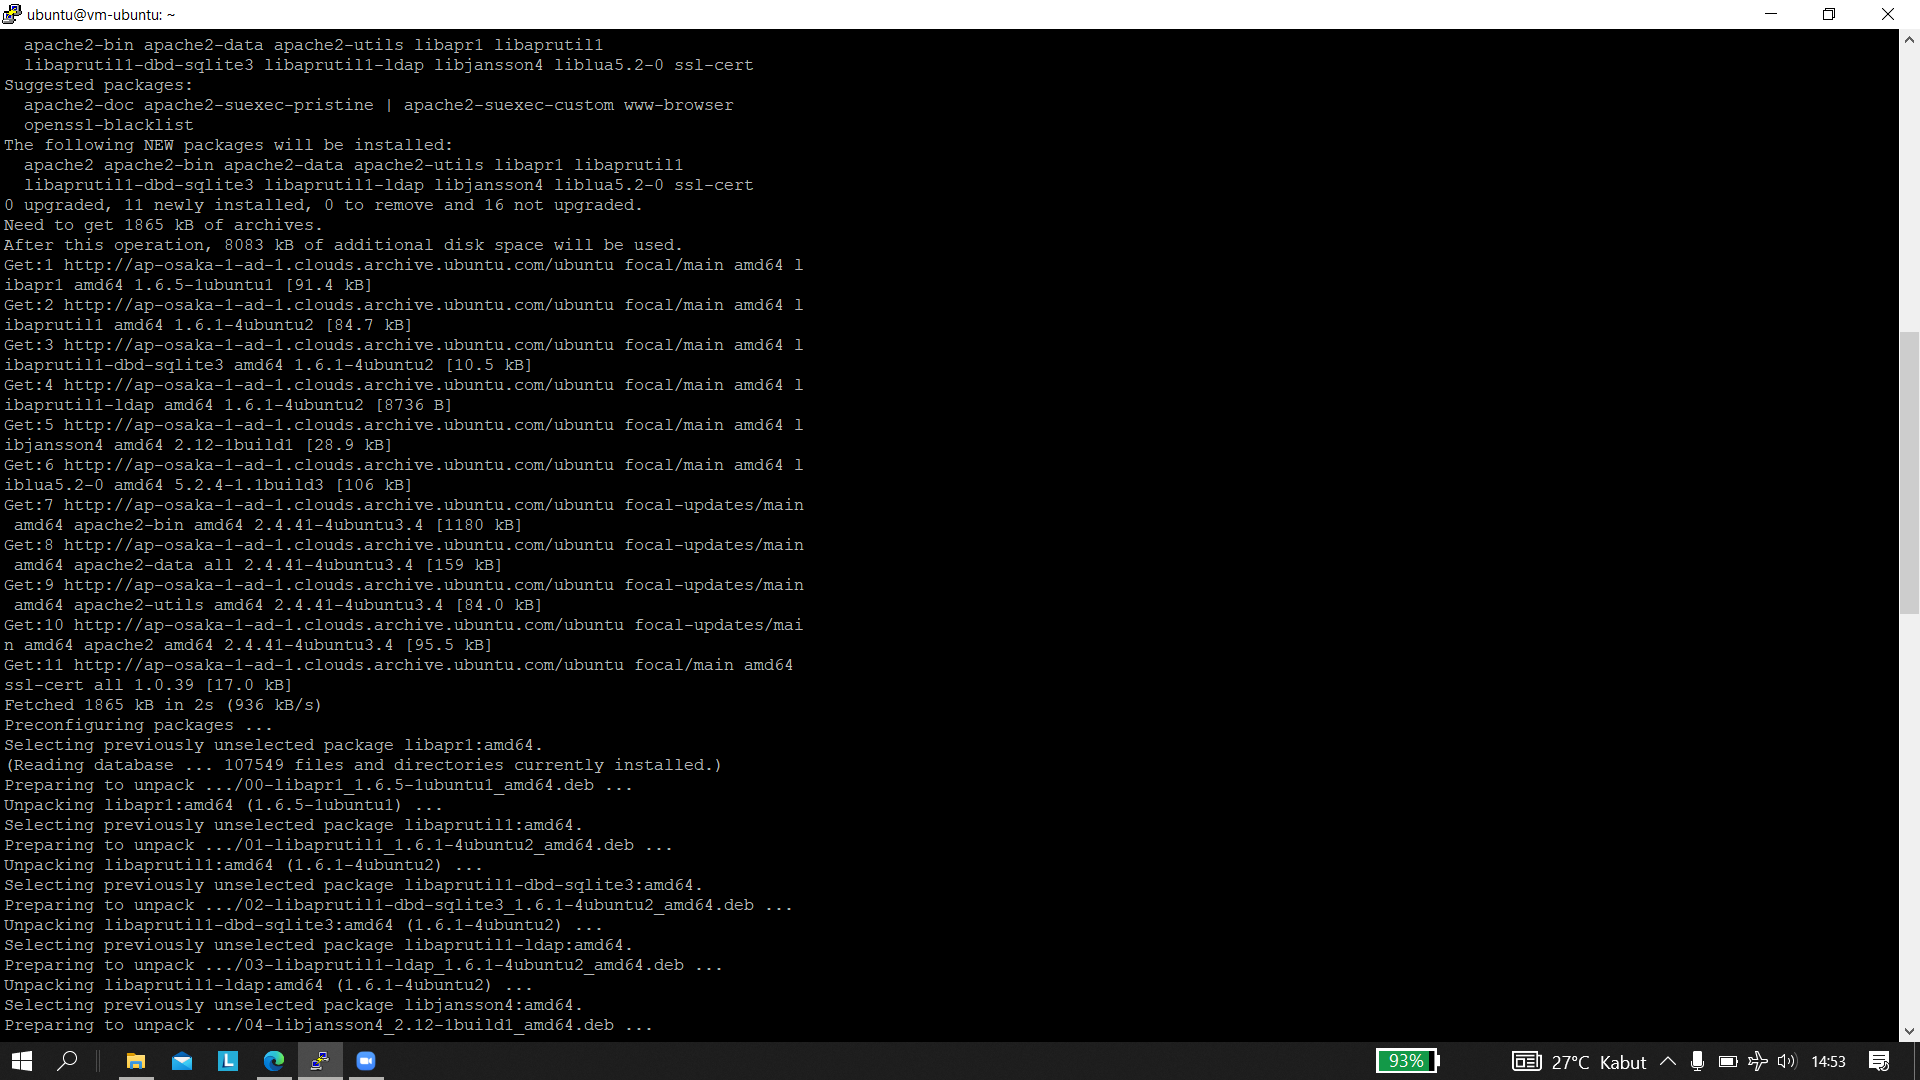 ubuntu@vm-ubuntu: ~
  apache2-bin apache2-data apache2-utils libapr1 libaprutil1
  libaprutil1-dbd-sqlite3 libaprutil1-ldap libjansson4 liblua5.2-0 ssl-cert
Suggested packages:
  apache2-doc apache2-suexec-pristine | apache2-suexec-custom www-browser
  openssl-blacklist
The following NEW packages will be installed:
  apache2 apache2-bin apache2-data apache2-utils libapr1 libaprutil1
  libaprutil1-dbd-sqlite3 libaprutil1-ldap libjansson4 liblua5.2-0 ssl-cert
0 upgraded, 11 newly installed, 0 to remove and 16 not upgraded.
Need to get 1865 kB of archives.
After this operation, 8083 kB of additional disk space will be used.
Get:1 http://ap-osaka-1-ad-1.clouds.archive.ubuntu.com/ubuntu focal/main amd64 l
ibapr1 amd64 1.6.5-1ubuntu1 [91.4 kB]
Get:2 http://ap-osaka-1-ad-1.clouds.archive.ubuntu.com/ubuntu focal/main amd64 l
ibaprutil1 amd64 1.6.1-4ubuntu2 [84.7 kB]
Get:3 http://ap-osaka-1-ad-1.clouds.archive.ubuntu.com/ubuntu focal/main amd64 l
ibaprutil1-dbd-sqlite3 amd64 1.6.1-4ubuntu2 [10.5 kB]
Get:4 http://ap-osaka-1-ad-1.clouds.archive.ubuntu.com/ubuntu focal/main amd64 l
ibaprutil1-ldap amd64 1.6.1-4ubuntu2 [8736 B]
Get:5 http://ap-osaka-1-ad-1.clouds.archive.ubuntu.com/ubuntu focal/main amd64 l
ibjansson4 amd64 2.12-1build1 [28.9 kB]
Get:6 http://ap-osaka-1-ad-1.clouds.archive.ubuntu.com/ubuntu focal/main amd64 l
iblua5.2-0 amd64 5.2.4-1.1build3 [106 kB]
Get:7 http://ap-osaka-1-ad-1.clouds.archive.ubuntu.com/ubuntu focal-updates/main
 amd64 apache2-bin amd64 2.4.41-4ubuntu3.4 [1180 kB]
Get:8 http://ap-osaka-1-ad-1.clouds.archive.ubuntu.com/ubuntu focal-updates/main
 amd64 apache2-data all 2.4.41-4ubuntu3.4 [159 kB]
Get:9 http://ap-osaka-1-ad-1.clouds.archive.ubuntu.com/ubuntu focal-updates/main
 amd64 apache2-utils amd64 2.4.41-4ubuntu3.4 [84.0 kB]
Get:10 http://ap-osaka-1-ad-1.clouds.archive.ubuntu.com/ubuntu focal-updates/mai
n amd64 apache2 amd64 2.4.41-4ubuntu3.4 [95.5 kB]
Get:11 http://ap-osaka-1-ad-1.clouds.archive.ubuntu.com/ubuntu focal/main amd64
ssl-cert all 1.0.39 [17.0 kB]
Fetched 1865 kB in 2s (936 kB/s)
Preconfiguring packages ...
Selecting previously unselected package libapr1:amd64.
(Reading database ... 107549 files and directories currently installed.)
Preparing to unpack .../00-libapr1_1.6.5-1ubuntu1_amd64.deb ...
Unpacking libapr1:amd64 (1.6.5-1ubuntu1) ...
Selecting previously unselected package libaprutil1:amd64.
Preparing to unpack .../01-libaprutil1_1.6.1-4ubuntu2_amd64.deb ...
Unpacking libaprutil1:amd64 (1.6.1-4ubuntu2) ...
Selecting previously unselected package libaprutil1-dbd-sqlite3:amd64.
Preparing to unpack .../02-libaprutil1-dbd-sqlite3_1.6.1-4ubuntu2_amd64.deb ...
Unpacking libaprutil1-dbd-sqlite3:amd64 (1.6.1-4ubuntu2) ...
Selecting previously unselected package libaprutil1-ldap:amd64.
Preparing to unpack .../03-libaprutil1-ldap_1.6.1-4ubuntu2_amd64.deb ...
Unpacking libaprutil1-ldap:amd64 (1.6.1-4ubuntu2) ...
Selecting previously unselected package libjansson4:amd64.
Preparing to unpack .../04-libjansson4_2.12-1build1_amd64.deb ...
L 93% 27°C Kabut 14:53